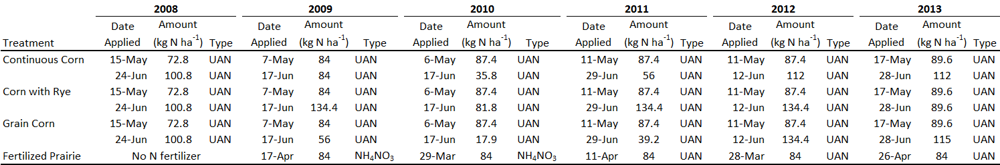 2008 2009 2010 2011 2012 2013
Date Amount Date Amount Date Amount Date Amount Date Amount Date Amount
Treatment Applied (kg N ha-1) Type Applied (kg N ha-1) Type Applied (kg N ha-1) Type Applied (kg N ha-1) Type Applied (kg N ha-1) Type Applied (kg N ha-1) Type
Continuous Corn 15-May 72.8 UAN 7-May 84 UAN 6-May 87.4 UAN 11-May 87.4 UAN 11-May 87.4 UAN 17-May 89.6 UAN
24-Jun 100.8 UAN 17-Jun 84 UAN 17-Jun 35.8 UAN 29-Jun 56 UAN 12-Jun 112 UAN 28-Jun 112 UAN
Corn with Rye 15-May 72.8 UAN 7-May 84 UAN 6-May 87.4 UAN 11-May 87.4 UAN 11-May 87.4 UAN 17-May 89.6 UAN
24-Jun 100.8 UAN 17-Jun 134.4 UAN 17-Jun 81.8 UAN 29-Jun 134.4 UAN 12-Jun 134.4 UAN 28-Jun 89.6 UAN
Grain Corn 15-May 72.8 UAN 7-May 84 UAN 6-May 87.4 UAN 11-May 87.4 UAN 11-May 87.4 UAN 17-May 89.6 UAN
24-Jun 100.8 UAN 17-Jun 56 UAN 17-Jun 17.9 UAN 29-Jun 39.2 UAN 12-Jun 134.4 UAN 28-Jun 115 UAN
Fertilized Prairie No N fertilizer 17-Apr 84 NH4NO3 29-Mar 84 NH4NO3 11-Apr 84 UAN 28-Mar 84 UAN 26-Apr 84 UAN